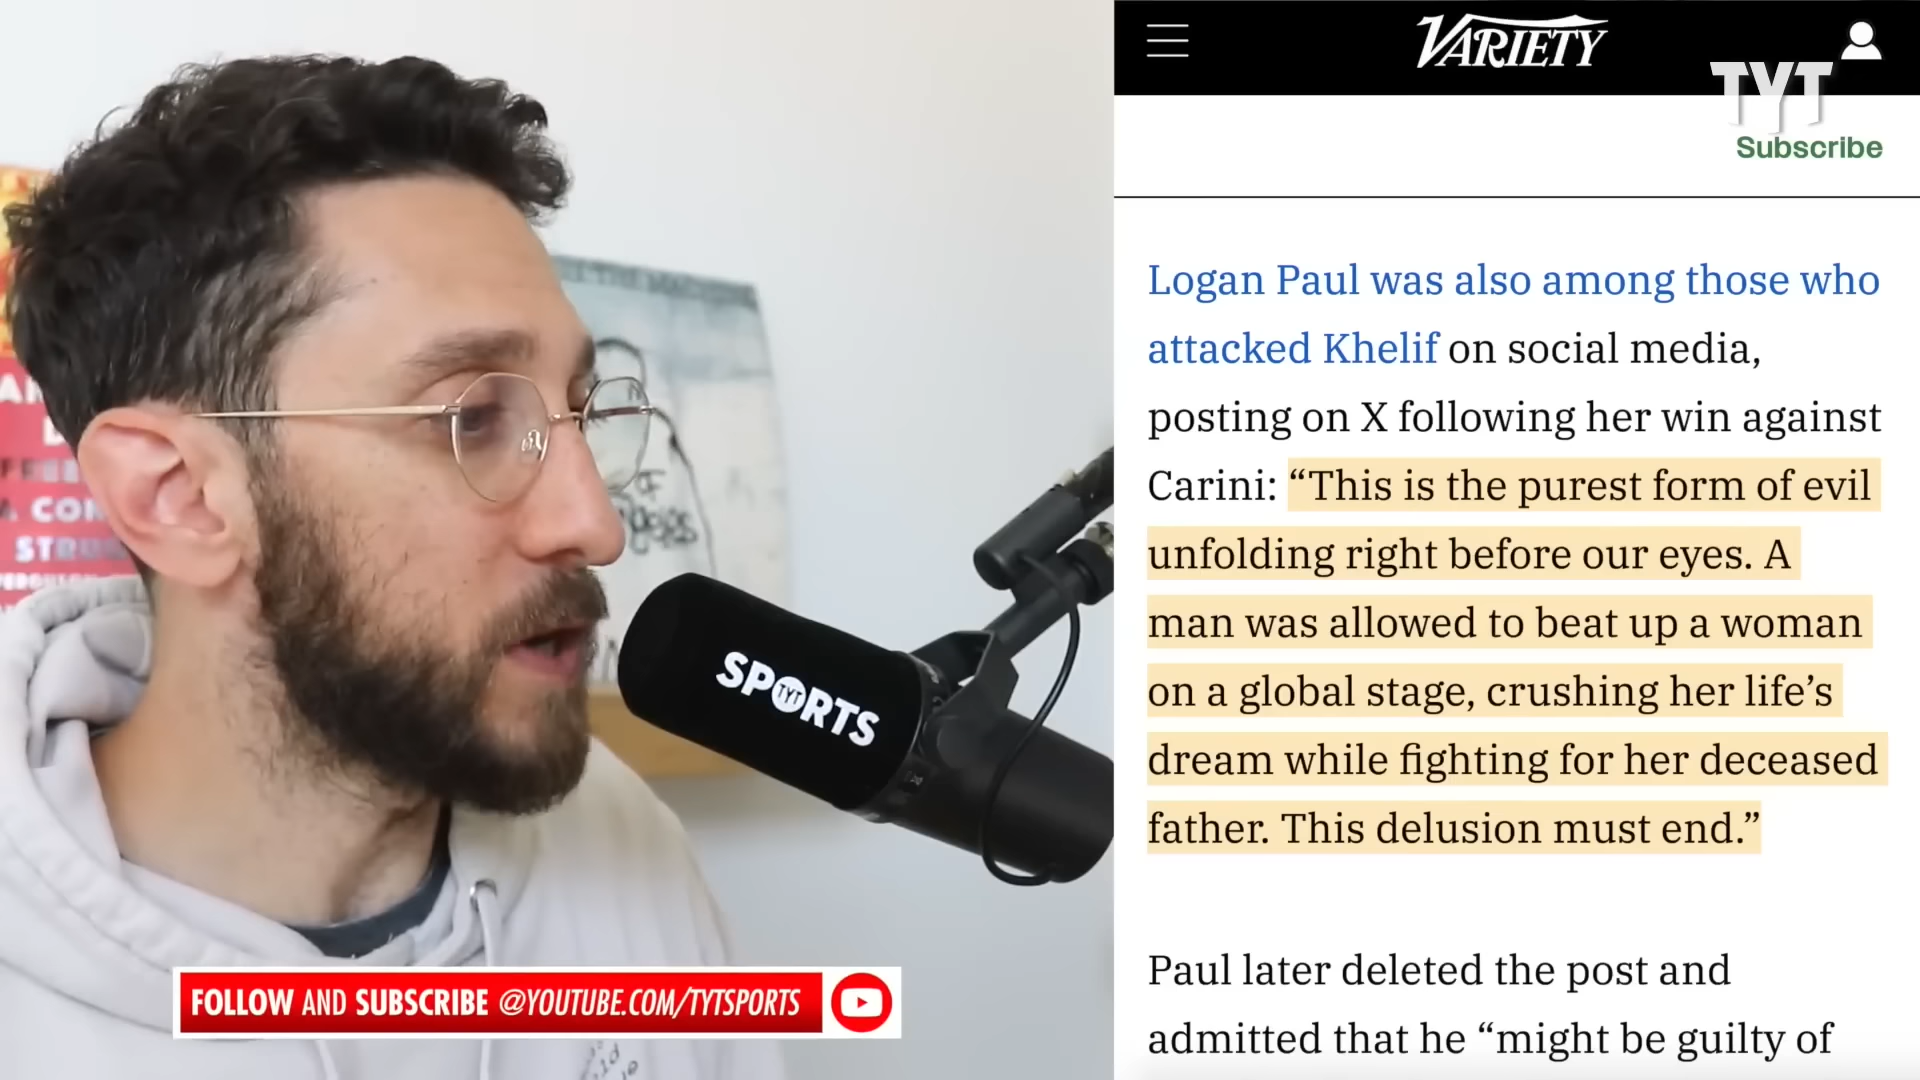 VARIETY
TYT
Subscribe
Logan Paul was also among those who
attacked Khelif on social media,
posting on X following her win against
Carini: “This is the purest form of evil
unfolding right before our eyes. A
man was allowed to beat up a woman
on a global stage, crushing her life’s
dream while fighting for her deceased
father. This delusion must end.”
Paul later deleted the post and
admitted that he “might be guilty of
SPORTS
TYT
FOLLOW AND SUBSCRIBE @YOUTUBE.COM/TYTSPORTS